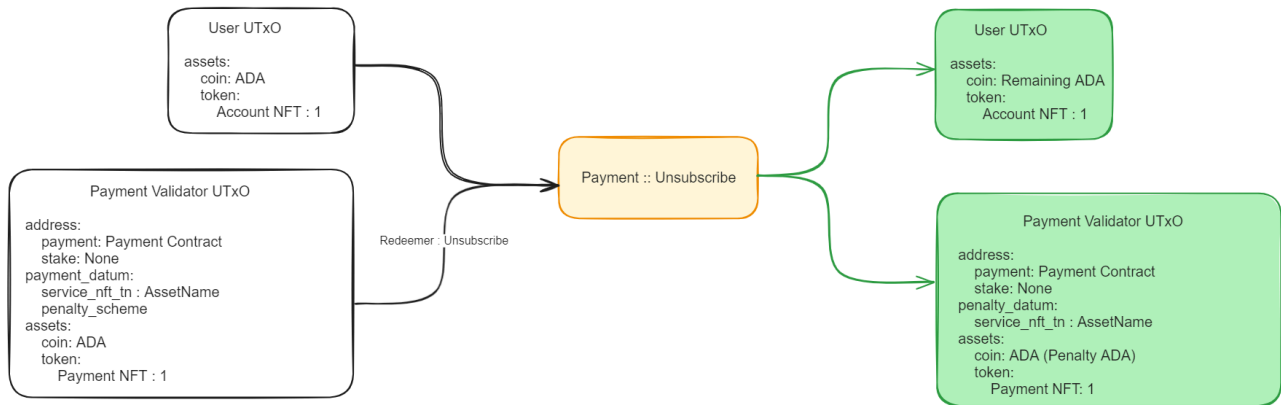 User UTxO
assets:
coin: ADA
token:
Account NFT : 1
Payment Validator UTxO
address:
payment: Payment Contract
stake: None
payment_datum:
service_nft_tn : AssetName
penalty_scheme
assets:
coin: ADA
token:
Payment NFT : 1
Redeemer : Unsubscribe
Payment :: Unsubscribe
User UTxO
assets:
coin: Remaining ADA
token:
Account NFT : 1
Payment Validator UTxO
address:
payment: Payment Contract
stake: None
penalty_datum:
service_nft_tn : AssetName
assets:
coin: ADA (Penalty ADA)
token:
Payment NFT: 1